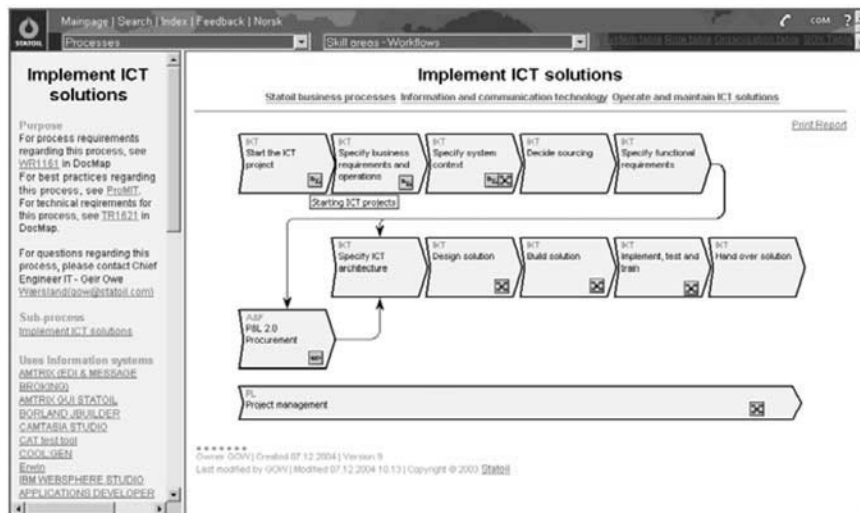 Mainpage | Search | Index | Feedback | Norsk
COM ?
STATOIL
Processes
Skill areas - Workflows
Implement ICT
solutions
Purpose
For process requirements
regarding this process, see
WR1161 in DocMap
For best practices regarding
this process, see ProMIT.
For technical reqirements for
this process, see TR1621 in
DocMap.
For questions regarding this
process, please contact Chief
Engineer IT - Geir Owe
Wærsland(gow@statoil.com)
Sub-process
Implement ICT solutions
Uses Information systems
AMTRIX (EDI & MESSAGE
BROKING)
AMTRIX GUI STATOIL
BORLAND JBUILDER
CAMTASIA STUDIO
CAT test tool
COOL:GEN
Erwin
IBM WEBSPHERE STUDIO
APPLICATIONS DEVELOPER
Implement ICT solutions
Statoil business processes Information and communication technology Operate and maintain ICT solutions
Print Report
IKT
Start the ICT
project
IKT
Specify business
requirements and
operations
IKT
Specify system
context
IKT
Decide sourcing
IKT
Specify functional
requirements
Starting ICT projects
IKT
Specify ICT
architecture
IKT
Design solution
IKT
Build solution
IKT
Implement, test and
train
IKT
Hand over solution
A&F
P&L 2.0
Procurement
PL
Project management
Owner GOW | Created 07.12.2004 | Version 9
Last modified by GOW | Modified 07.12.2004 10.13 | Copyright © 2003 Statoil